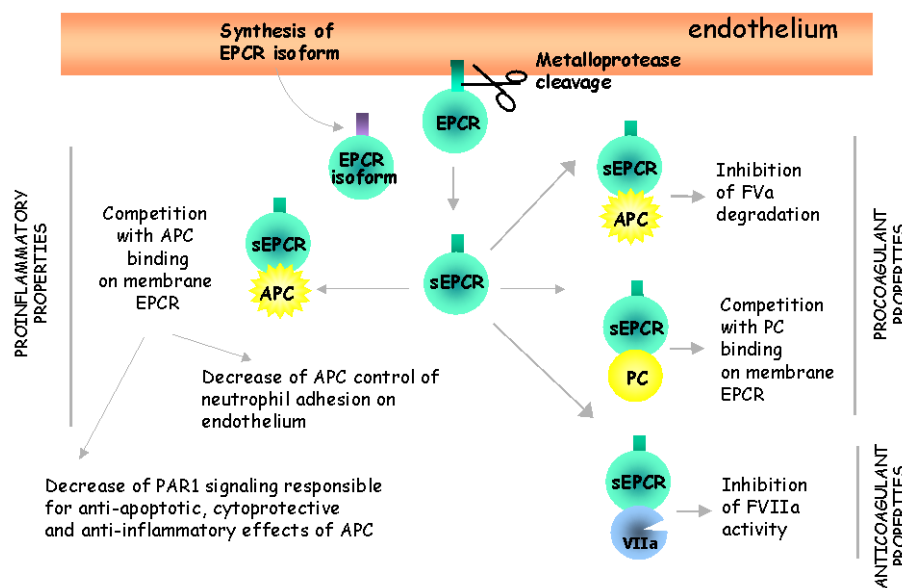 endothelium
Synthesis of
EPCR isoform
Metalloprotease
cleavage
EPCR
EPCR
isoform
PROINFLAMMATORY
PROPERTIES
Competition
with APC
binding
on membrane
EPCR
sEPCR
APC
sEPCR
sEPCR
APC
Inhibition
of FVa
degradation
PROCOAGULANT
PROPERTIES
sEPCR
PC
Competition
with PC
binding
on membrane
EPCR
Decrease of APC control of
neutrophil adhesion on
endothelium
Decrease of PAR1 signaling responsible
for anti-apoptotic, cytoprotective
and anti-inflammatory effects of APC
sEPCR
VIIa
Inhibition
of FVIIa
activity
ANTICOAGULANT
PROPERTIES